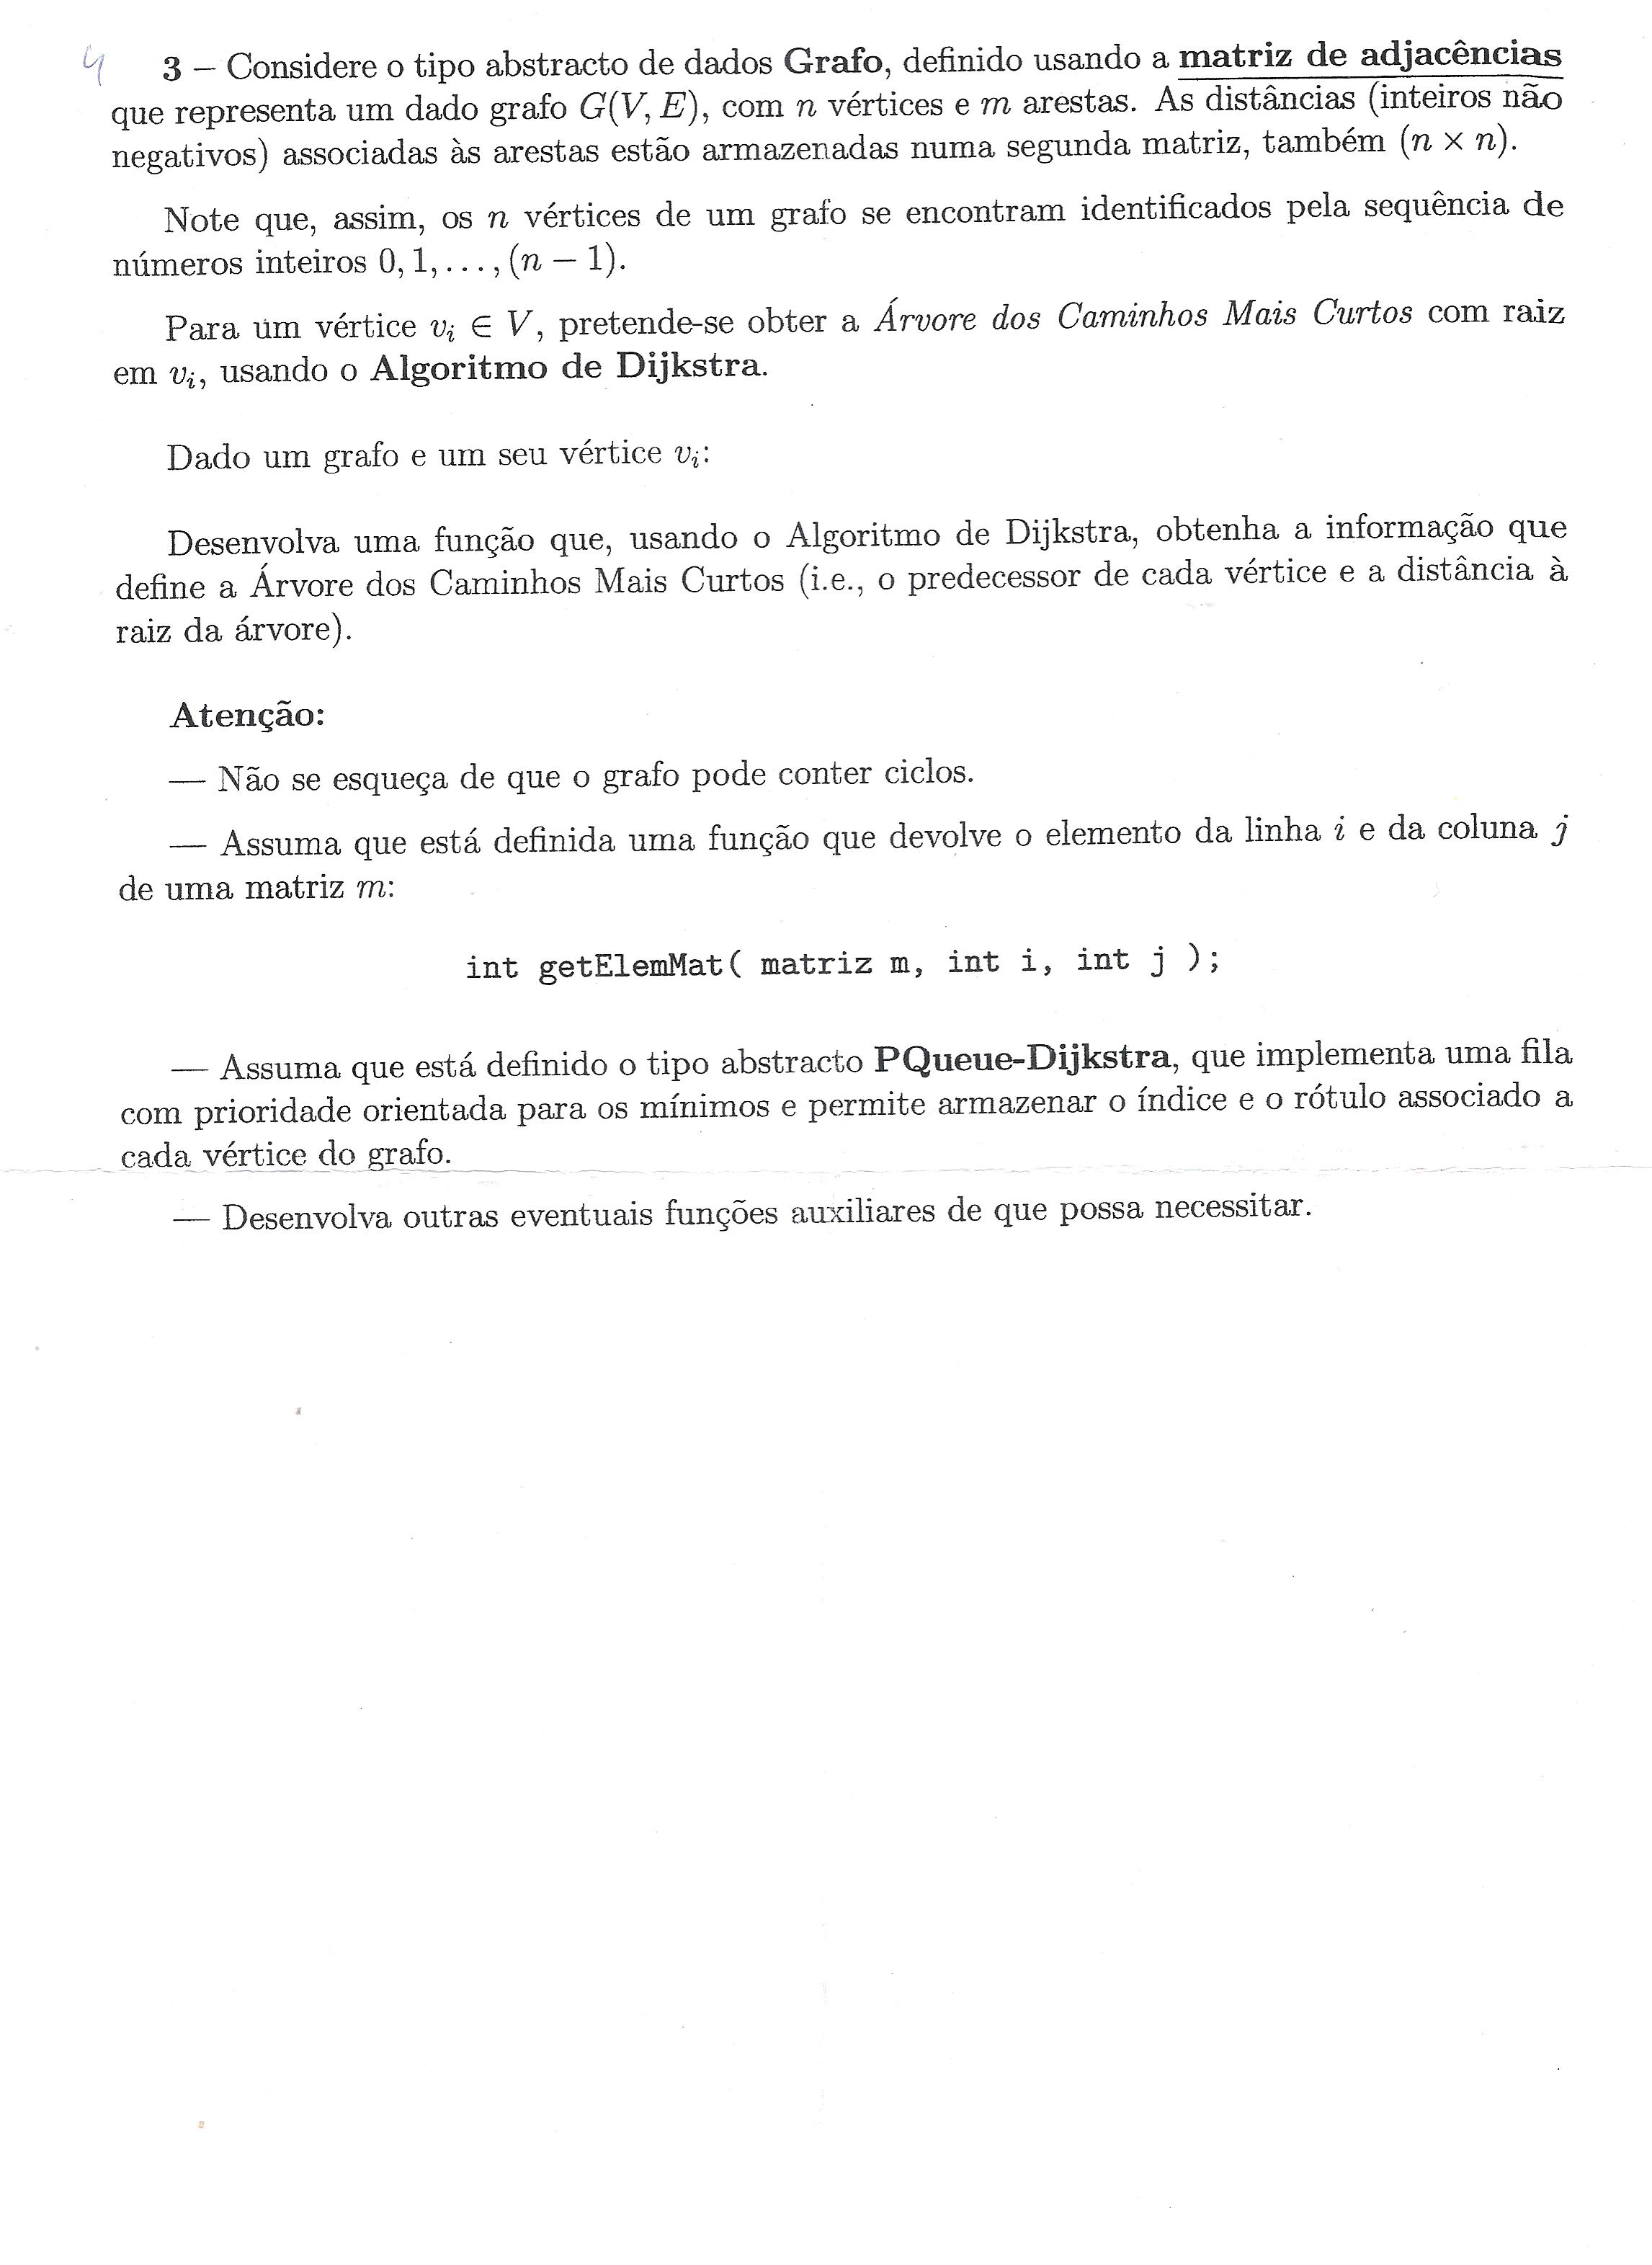 4
3 – Considere o tipo abstracto de dados Grafo, definido usando a matriz de adjacências
que representa um dado grafo G(V, E), com n vértices e m arestas. As distâncias (inteiros não
negativos) associadas às arestas estão armazenadas numa segunda matriz, também (n × n).
Note que, assim, os n vértices de um grafo se encontram identificados pela sequência de
números inteiros 0, 1, . . . , (n – 1).
Para um vértice vᵢ ∈ V, pretende-se obter a Árvore dos Caminhos Mais Curtos com raiz
em vᵢ, usando o Algoritmo de Dijkstra.
Dado um grafo e um seu vértice vᵢ:
Desenvolva uma função que, usando o Algoritmo de Dijkstra, obtenha a informação que
define a Árvore dos Caminhos Mais Curtos (i.e., o predecessor de cada vértice e a distância à
raiz da árvore).
Atenção:
— Não se esqueça de que o grafo pode conter ciclos.
— Assuma que está definida uma função que devolve o elemento da linha i e da coluna j
de uma matriz m:
int getElemMat( matriz m, int i, int j );
— Assuma que está definido o tipo abstracto PQueue-Dijkstra, que implementa uma fila
com prioridade orientada para os mínimos e permite armazenar o índice e o rótulo associado a
cada vértice do grafo.
— Desenvolva outras eventuais funções auxiliares de que possa necessitar.